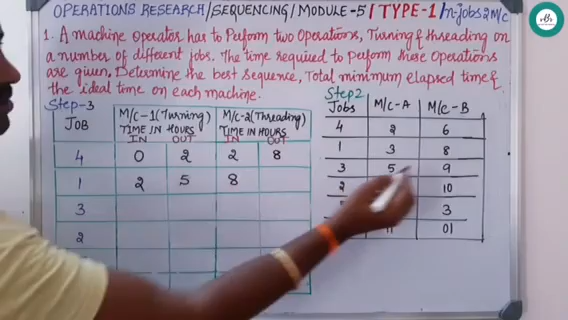 OPERATIONS RESEARCH/SEQUENCING/MODULE-5/TYPE-1/n-jobs 2 M/C
1. A machine operator has to Perform two Operations, Turning & threading on
a number of different jobs. The time required to perform these Operations
are given. Determine the best Sequence, Total minimum elapsed time &
the ideal time on each machine.
Step-3
JOB M/C-1 (Turning) TIME IN HOURS M/C-2 (Threading) TIME IN HOURS
IN OUT IN OUT
4 0 2 2 8
1 2 5 8
3
2
Step2
Jobs M/C-A M/C-B
4 2 6
1 3 8
3 5 9
2 10
3
11 01